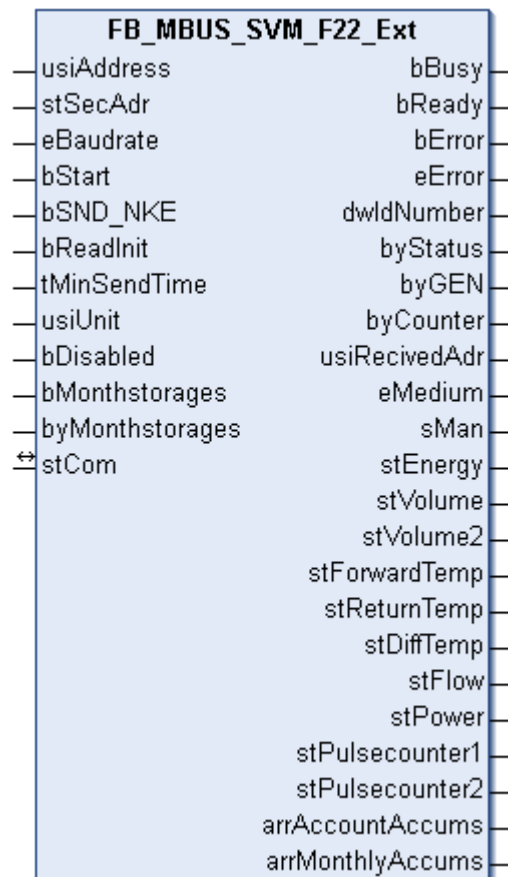 FB_MBUS_SVM_F22_Ext
usiAddress bBusy
stSecAdr bReady
eBaudrate bError
bStart eError
bSND_NKE dwIdNumber
bReadInit byStatus
tMinSendTime byGEN
usiUnit byCounter
bDisabled usiRecivedAdr
bMonthstorages eMedium
byMonthstorages sMan
stCom stEnergy
stVolume
stVolume2
stForwardTemp
stReturnTemp
stDiffTemp
stFlow
stPower
stPulsecounter1
stPulsecounter2
arrAccountAccums
arrMonthlyAccums